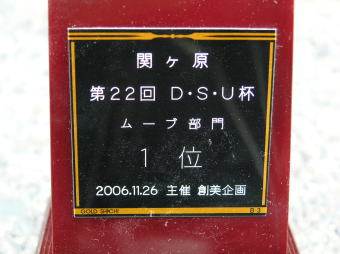 関ヶ原
第22回 D・S・U杯
ムーブ部門
1位
2006.11.26 主催 創美企画